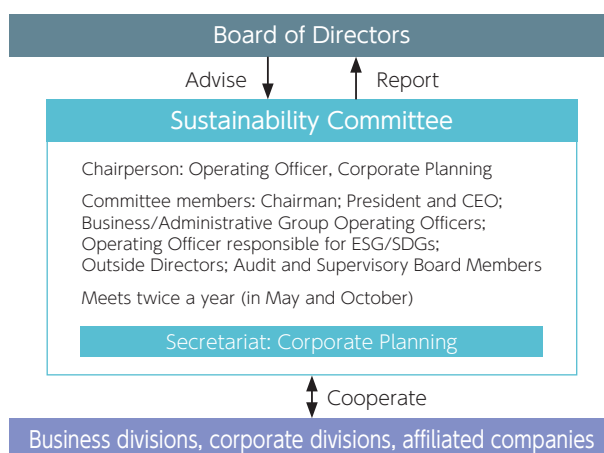 Board of Directors
Advise
Report
Sustainability Committee
Chairperson: Operating Officer, Corporate Planning
Committee members: Chairman; President and CEO;
Business/Administrative Group Operating Officers;
Operating Officer responsible for ESG/SDGs;
Outside Directors; Audit and Supervisory Board Members
Meets twice a year (in May and October)
Secretariat: Corporate Planning
Cooperate
Business divisions, corporate divisions, affiliated companies